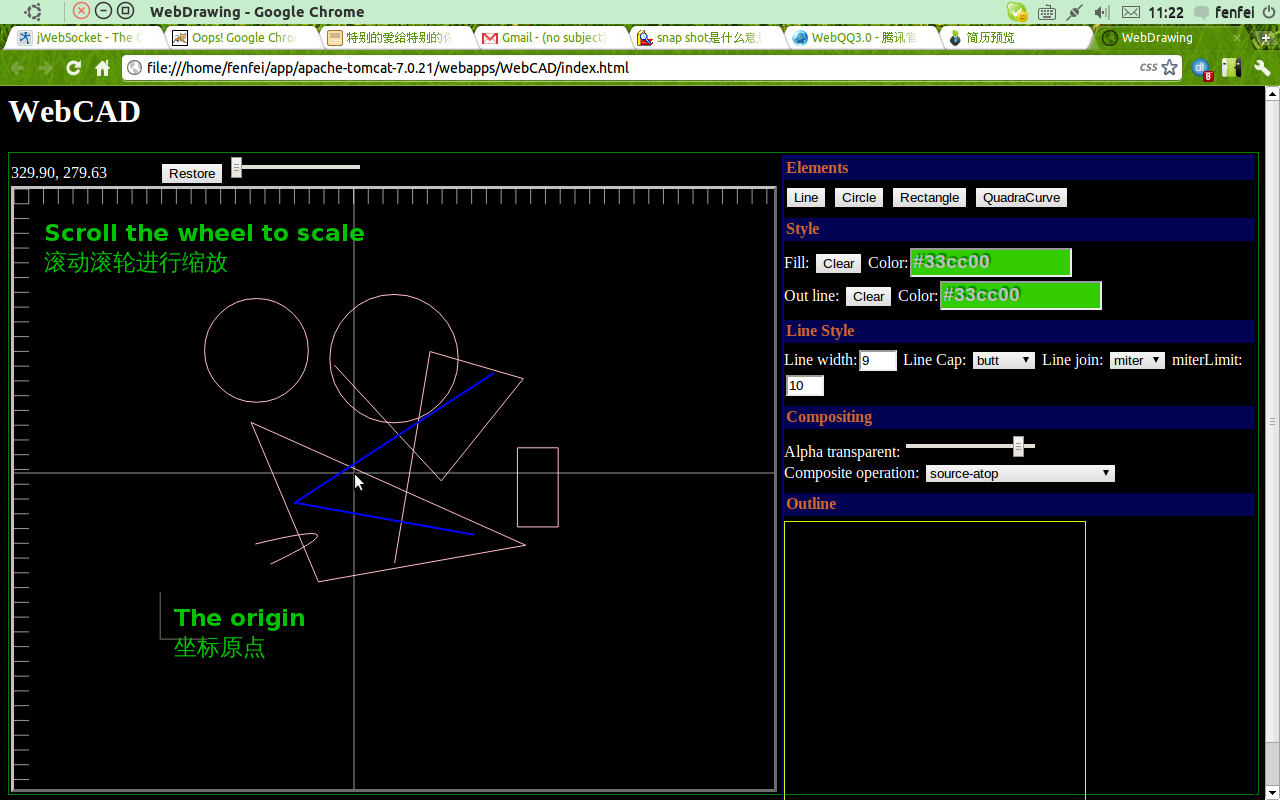 WebDrawing - Google Chrome
11:22 fenfei
jWebSocket - The
Oops! Google Chro
特别的爱给特别的
Gmail - (no subject)
snap shot是什么意
WebQQ3.0 - 腾讯官
简历预览
WebDrawing
file:///home/fenfei/app/apache-tomcat-7.0.21/webapps/WebCAD/index.html
CSS
8
WebCAD
329.90, 279.63 Restore
Scroll the wheel to scale
滚动滚轮进行缩放
The origin
坐标原点
Elements
Line Circle Rectangle QuadraCurve
Style
Fill: Clear Color: #33cc00
Out line: Clear Color: #33cc00
Line Style
Line width: 9 Line Cap: butt Line join: miter miterLimit:
10
Compositing
Alpha transparent:
Composite operation: source-atop
Outline